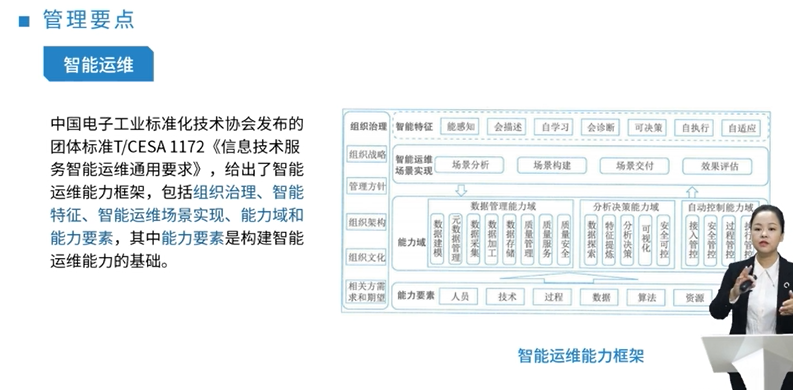 管理要点
智能运维
中国电子工业标准化技术协会发布的
团体标准T/CESA 1172《信息技术服
务智能运维通用要求》，给出了智能
运维能力框架，包括组织治理、智能
特征、智能运维场景实现、能力域和
能力要素，其中能力要素是构建智能
运维能力的基础。
组织治理
组织战略
管理方针
组织架构
组织文化
相关方需
求和期望
智能特征 能感知 会描述 自学习 会诊断 可决策 自执行 自适应
智能运维
场景实现
场景分析 场景构建 场景交付 效果评估
能力域
数据管理能力域
数据建模
元数据管理
数据采集
数据加工
数据存储
质量管理
质量服务
质量安全
分析决策能力域
数据探索
特征提炼
分析决策
可视化
安全可控
自动控制能力域
接入管控
安全管控
过程管控
能力要素 人员 技术 过程 数据 算法 资源
智能运维能力框架